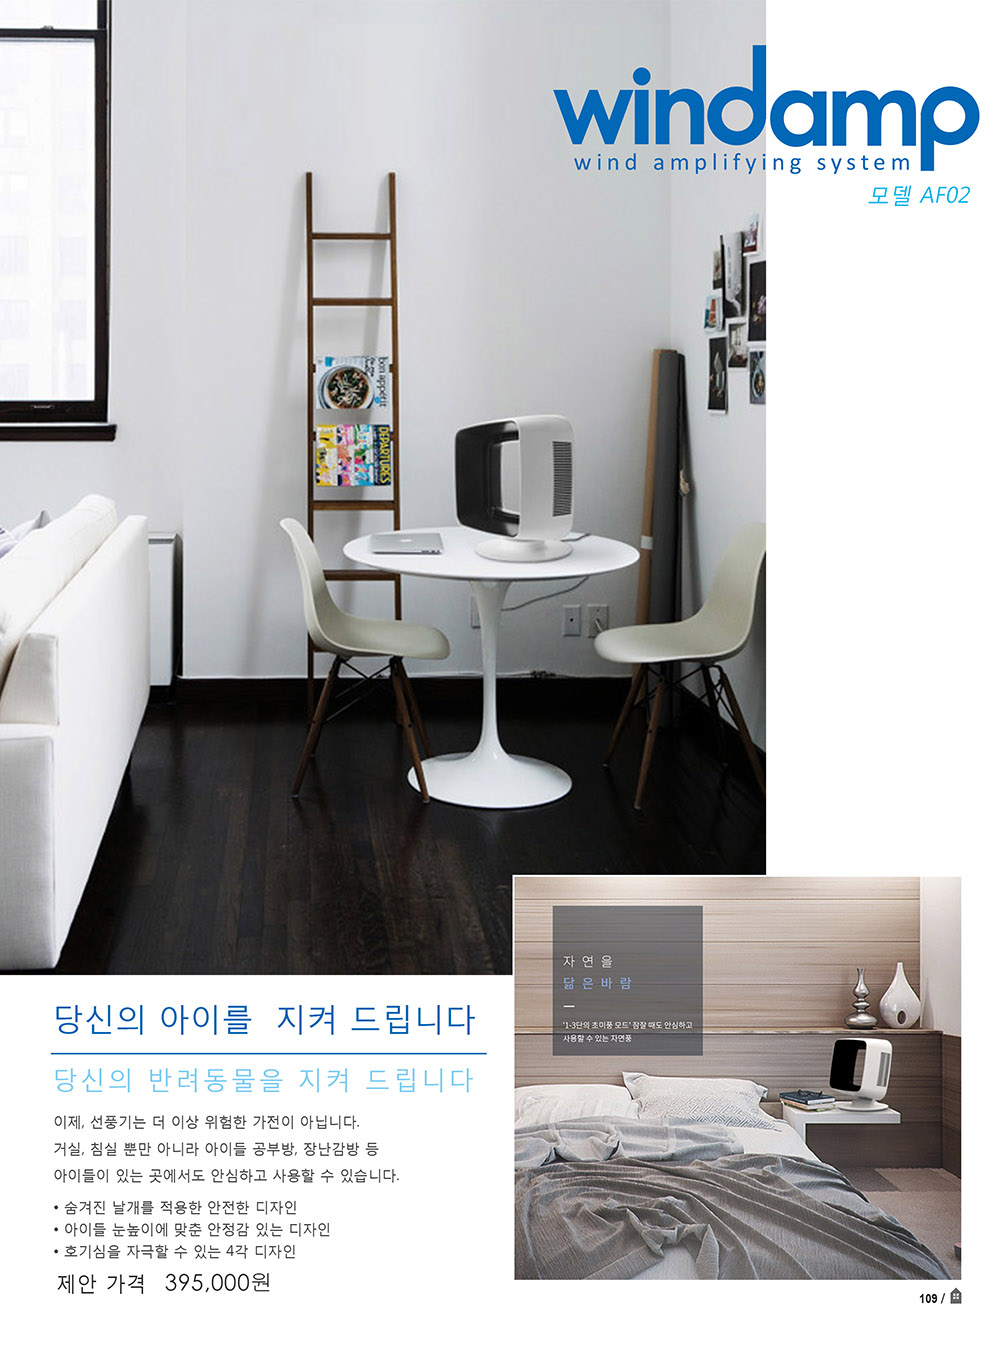 windamp
wind amplifying system
모델 AF02
bon appétit
DEPARTURES
자연을
닮은바람
'1-3단의 초미풍 모드' 잠잘 때도 안심하고
사용할 수 있는 자연풍
당신의 아이를 지켜 드립니다
당신의 반려동물을 지켜 드립니다
이제, 선풍기는 더 이상 위험한 가전이 아닙니다.
거실, 침실 뿐만 아니라 아이들 공부방, 장난감방 등
아이들이 있는 곳에서도 안심하고 사용할 수 있습니다.
• 숨겨진 날개를 적용한 안전한 디자인
• 아이들 눈높이에 맞춘 안정감 있는 디자인
• 호기심을 자극할 수 있는 4각 디자인
제안 가격 395,000원
109 /